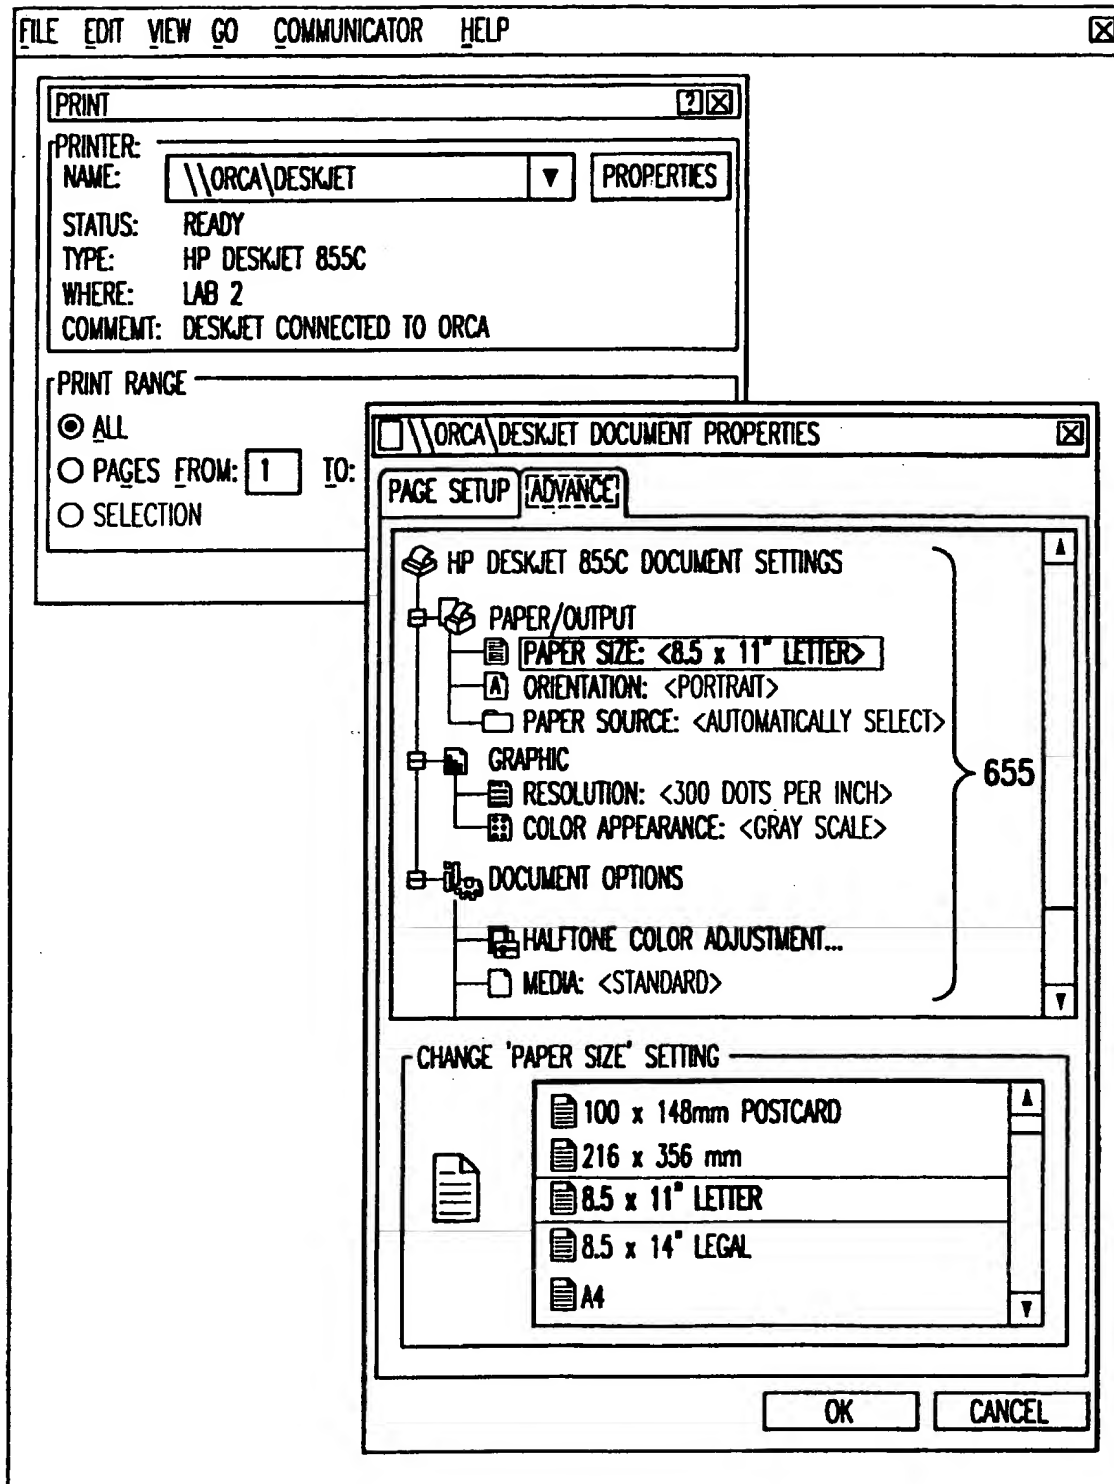 FILE EDIT VIEW GO COMMUNICATOR HELP
PRINT
PRINTER:
NAME: \\ORCA\DESKJET PROPERTIES
STATUS: READY
TYPE: HP DESKJET 855C
WHERE: LAB 2
COMMEMT: DESKJET CONNECTED TO ORCA
PRINT RANGE
ALL
PAGES FROM: 1 TO:
SELECTION
\\ORCA\DESKJET DOCUMENT PROPERTIES
PAGE SETUP ADVANCE
HP DESKJET 855C DOCUMENT SETTINGS
PAPER/OUTPUT
PAPER SIZE: <8.5 x 11" LETTER>
ORIENTATION: <PORTRAIT>
PAPER SOURCE: <AUTOMATICALLY SELECT>
GRAPHIC
655
RESOLUTION: <300 DOTS PER INCH>
COLOR APPEARANCE: <GRAY SCALE>
DOCUMENT OPTIONS
HALFTONE COLOR ADJUSTMENT...
MEDIA: <STANDARD>
CHANGE 'PAPER SIZE' SETTING
100 x 148mm POSTCARD
216 x 356 mm
8.5 x 11" LETTER
8.5 x 14" LEGAL
A4
OK CANCEL